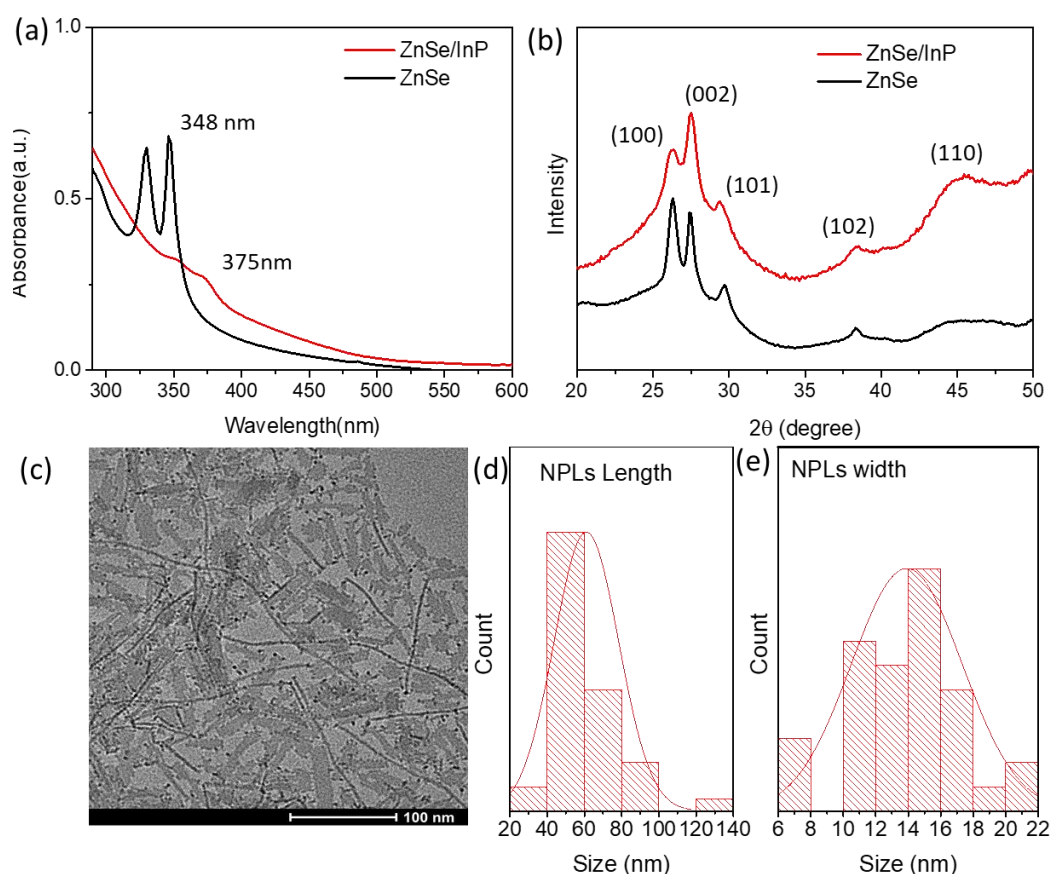 (a)
1.0
0.5
0.0
Absorbance(a.u.)
ZnSe/InP
ZnSe
348 nm
375nm
300 350 400 450 500 550 600
Wavelength(nm)
(b)
ZnSe/InP
ZnSe
(100)
(002)
(101)
(102)
(110)
Intensity
20 25 30 35 40 45 50
2θ (degree)
(c)
100 nm
(d)
NPLs Length
Count
20 40 60 80 100 120 140
Size (nm)
(e)
NPLs width
Count
6 8 10 12 14 16 18 20 22
Size (nm)